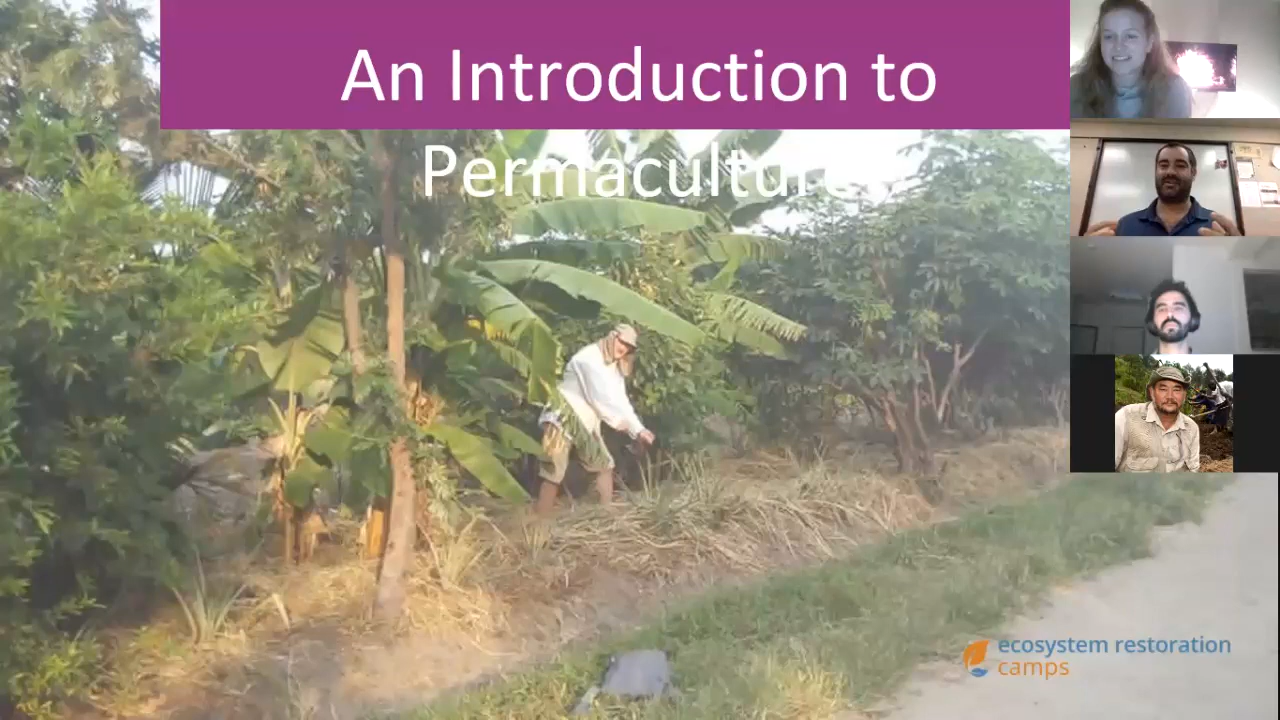 An Introduction to
Permaculture
ecosystem restoration
camps